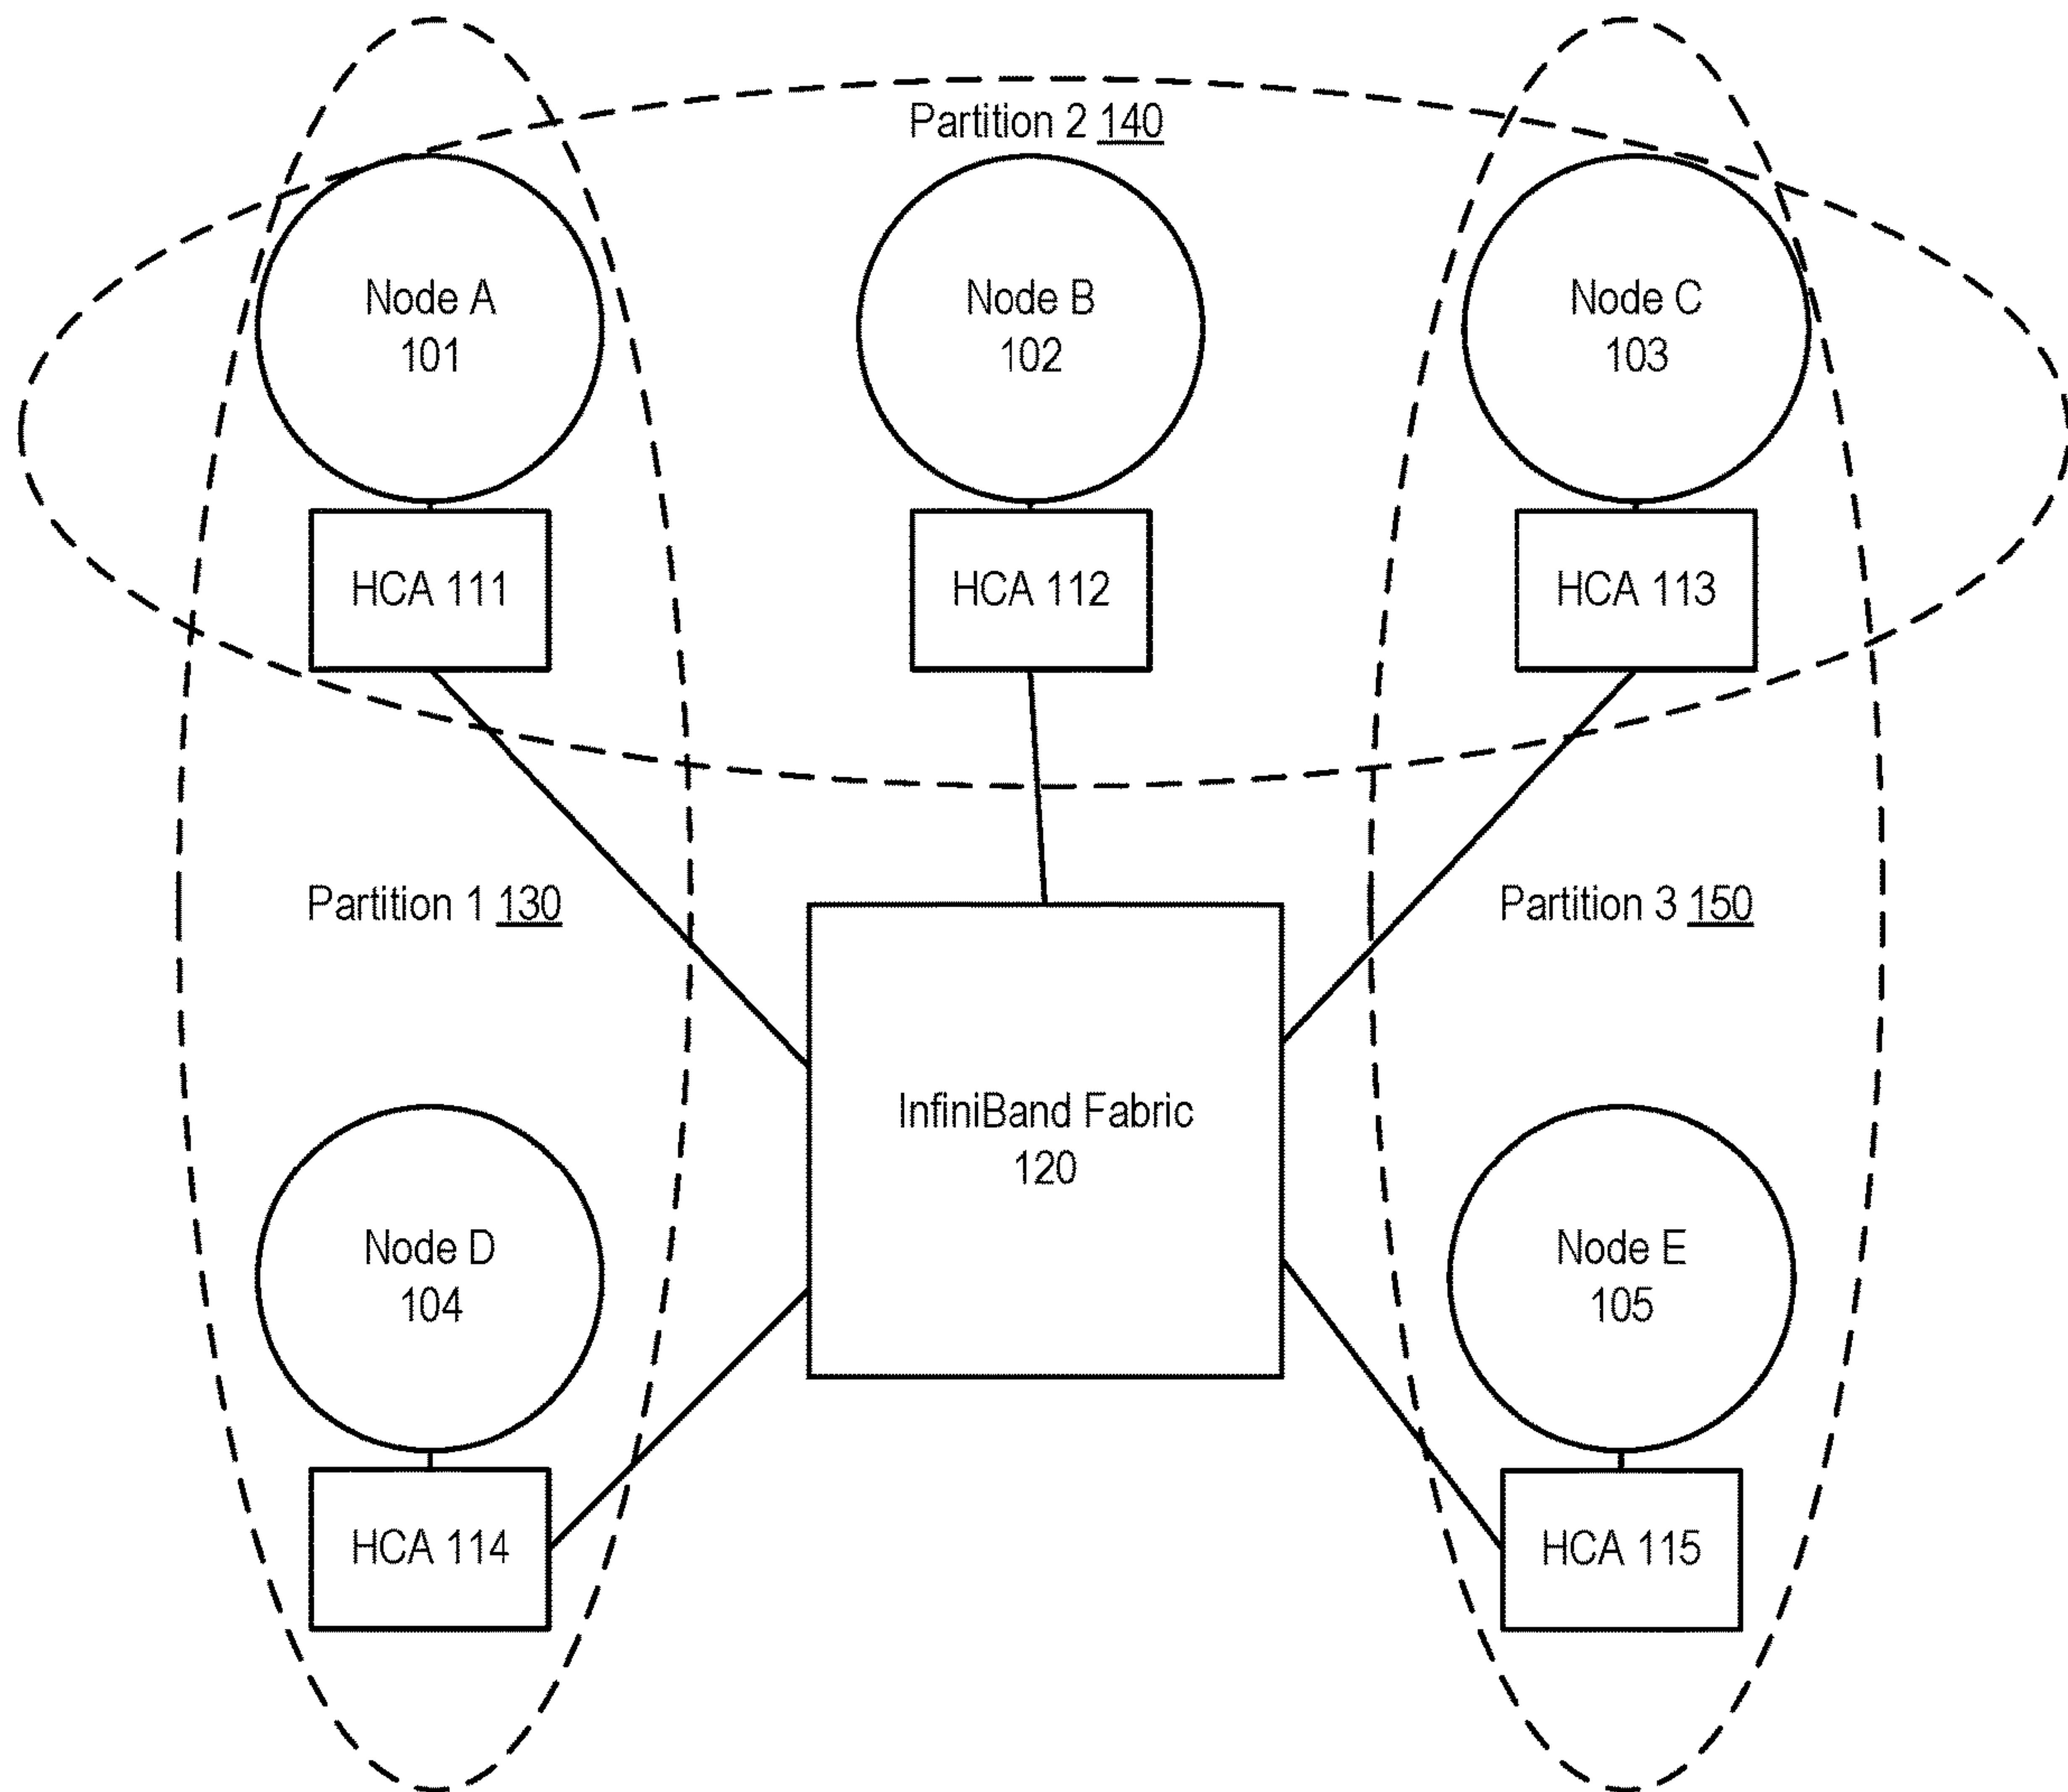 Partition 2 140
Node A
101
Node B
102
Node C
103
HCA 111
HCA 112
HCA 113
Partition 1 130
Partition 3 150
InfiniBand Fabric
120
Node D
104
Node E
105
HCA 114
HCA 115